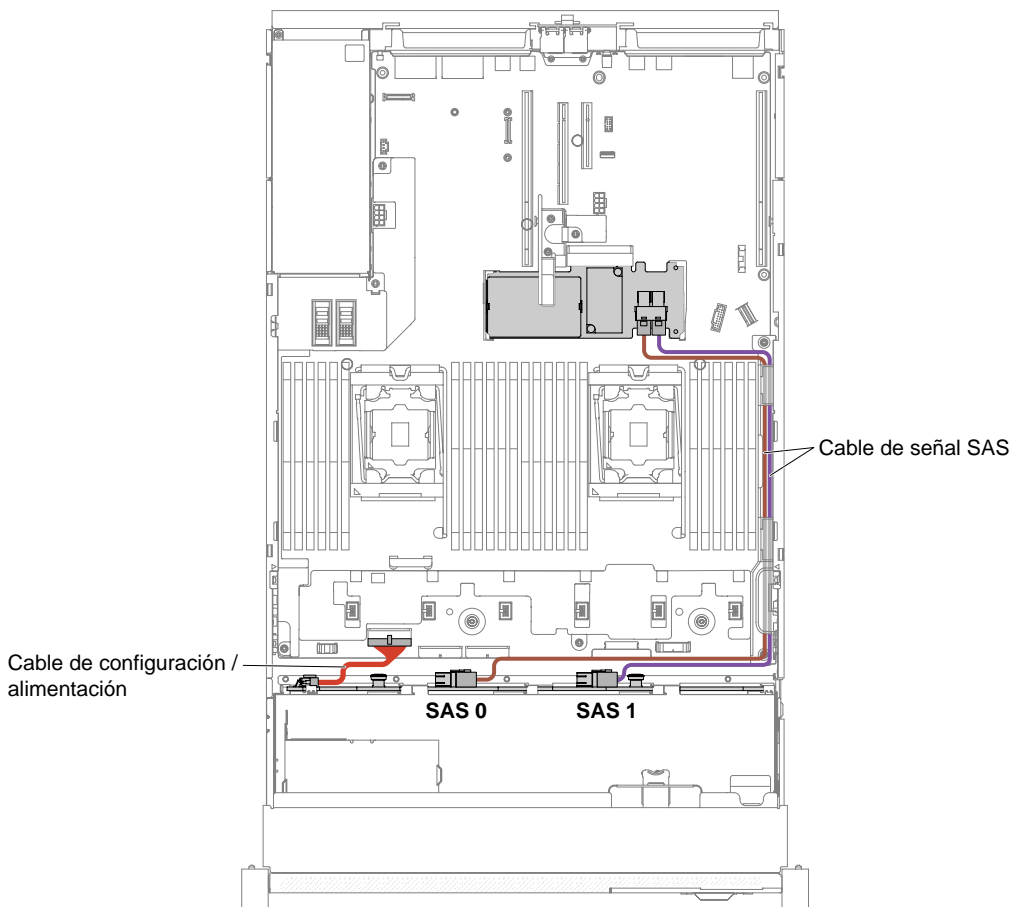 Cable de señal SAS
Cable de configuración /
alimentación
SAS 0
SAS 1